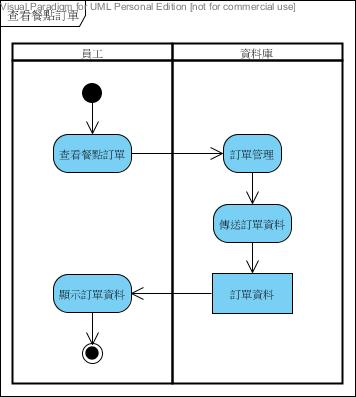 Visual Paradigm for UML Personal Edition [not for commercial use]
查看餐點訂單
員工
資料庫
查看餐點訂單
訂單管理
傳送訂單資料
顯示訂單資料
訂單資料